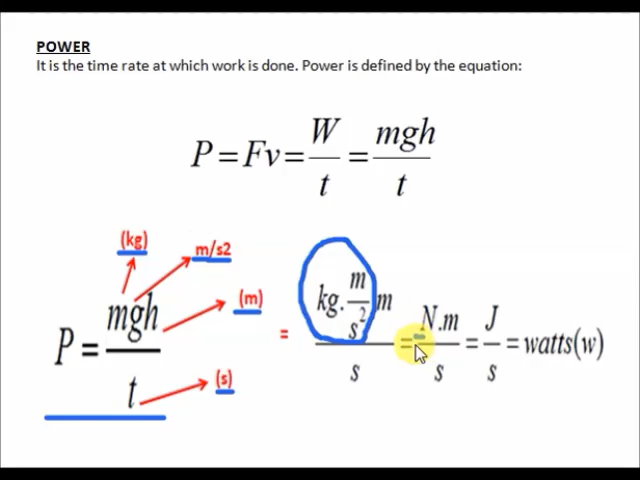 POWER
It is the time rate at which work is done. Power is defined by the equation:
P = Fv = W/t = mgh/t
(kg)
m/s2
(m)
P = mgh/t
(s)
= kg.m/s² m/s = N.m/s = J/s = watts(w)